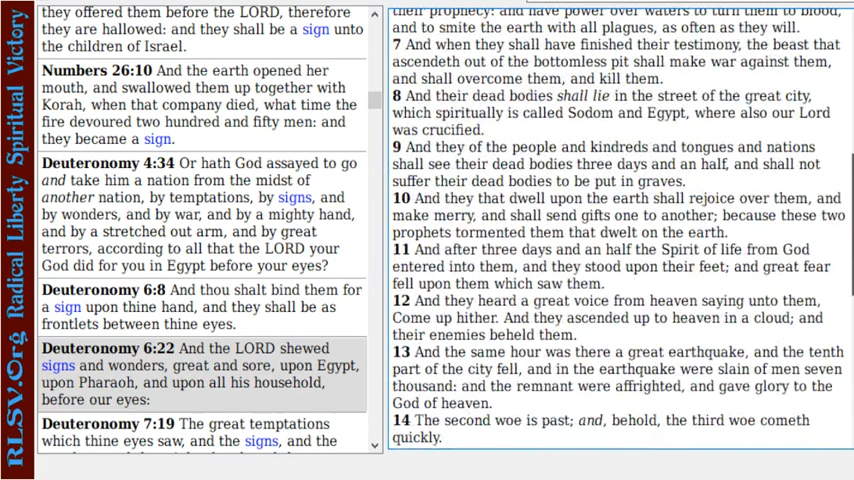 RLSV.Org Radical Liberty Spiritual Victory
they offered them before the LORD, therefore
they are hallowed: and they shall be a sign unto
the children of Israel.
Numbers 26:10 And the earth opened her
mouth, and swallowed them up together with
Korah, when that company died, what time the
fire devoured two hundred and fifty men: and
they became a sign.
Deuteronomy 4:34 Or hath God assayed to go
and take him a nation from the midst of
another nation, by temptations, by signs, and
by wonders, and by war, and by a mighty hand,
and by a stretched out arm, and by great
terrors, according to all that the LORD your
God did for you in Egypt before your eyes?
Deuteronomy 6:8 And thou shalt bind them for
a sign upon thine hand, and they shall be as
frontlets between thine eyes.
Deuteronomy 6:22 And the LORD shewed
signs and wonders, great and sore, upon Egypt,
upon Pharaoh, and upon all his household,
before our eyes:
Deuteronomy 7:19 The great temptations
which thine eyes saw, and the signs, and the
their prophecy: and have power over waters to turn them to blood,
and to smite the earth with all plagues, as often as they will.
7 And when they shall have finished their testimony, the beast that
ascendeth out of the bottomless pit shall make war against them,
and shall overcome them, and kill them.
8 And their dead bodies shall lie in the street of the great city,
which spiritually is called Sodom and Egypt, where also our Lord
was crucified.
9 And they of the people and kindreds and tongues and nations
shall see their dead bodies three days and an half, and shall not
suffer their dead bodies to be put in graves.
10 And they that dwell upon the earth shall rejoice over them, and
make merry, and shall send gifts one to another; because these two
prophets tormented them that dwelt on the earth.
11 And after three days and an half the Spirit of life from God
entered into them, and they stood upon their feet; and great fear
fell upon them which saw them.
12 And they heard a great voice from heaven saying unto them,
Come up hither. And they ascended up to heaven in a cloud; and
their enemies beheld them.
13 And the same hour was there a great earthquake, and the tenth
part of the city fell, and in the earthquake were slain of men seven
thousand: and the remnant were affrighted, and gave glory to the
God of heaven.
14 The second woe is past; and, behold, the third woe cometh
quickly.